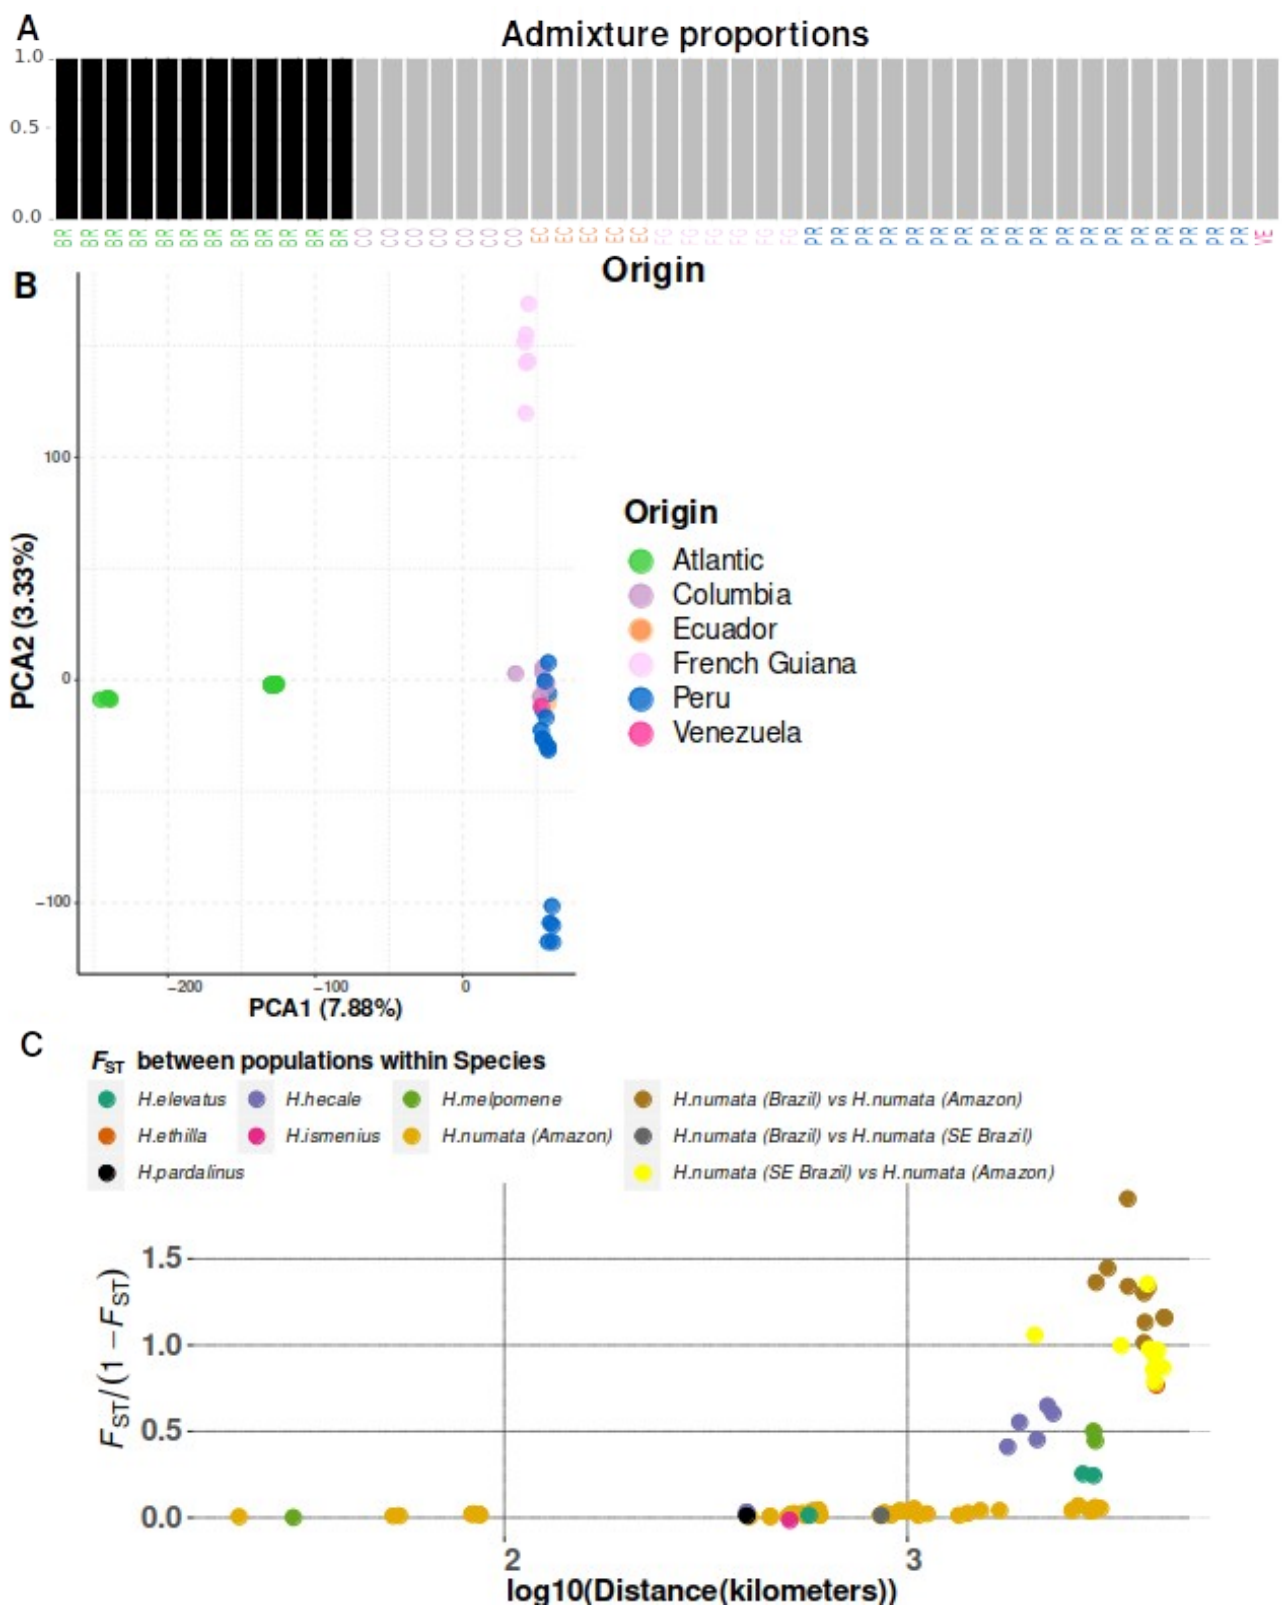 A
Admixture proportions
1.0
0.5
0.0
BR BR BR BR BR BR BR BR BR BR BR BR CO CO CO CO CO CO CO EC EC EC EC EC FG FG FG FG FG FG PR PR PR PR PR PR PR PR PR PR PR PR PR PR PR PR PR PR VE
Origin
B
PCA2 (3.33%)
100
0
−100
−200 −100 0
PCA1 (7.88%)
Origin
Atlantic
Columbia
Ecuador
French Guiana
Peru
Venezuela
C
FST between populations within Species
H.elevatus H.hecale H.melpomene H.numata (Brazil) vs H.numata (Amazon)
H.ethilla H.ismenius H.numata (Amazon) H.numata (Brazil) vs H.numata (SE Brazil)
H.pardalinus H.numata (SE Brazil) vs H.numata (Amazon)
FST/(1 − FST)
1.5
1.0
0.5
0.0
2 3
log10(Distance(kilometers))